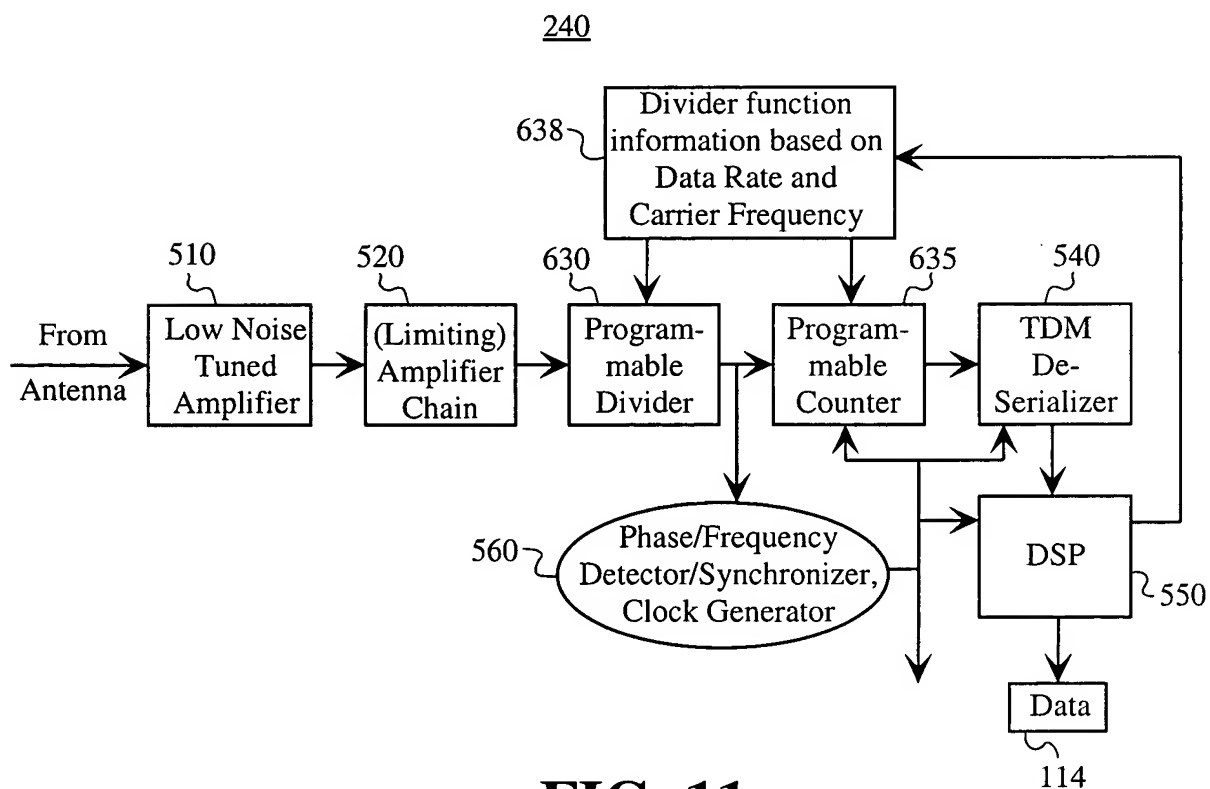 240
Divider function
information based on
Data Rate and
Carrier Frequency
638
510
520
630
635
540
From
Antenna
Low Noise
Tuned
Amplifier
(Limiting)
Amplifier
Chain
Program-
mable
Divider
Program-
mable
Counter
TDM
De-
Serializer
560
Phase/Frequency
Detector/Synchronizer,
Clock Generator
DSP
550
Data
114
FIG. 11